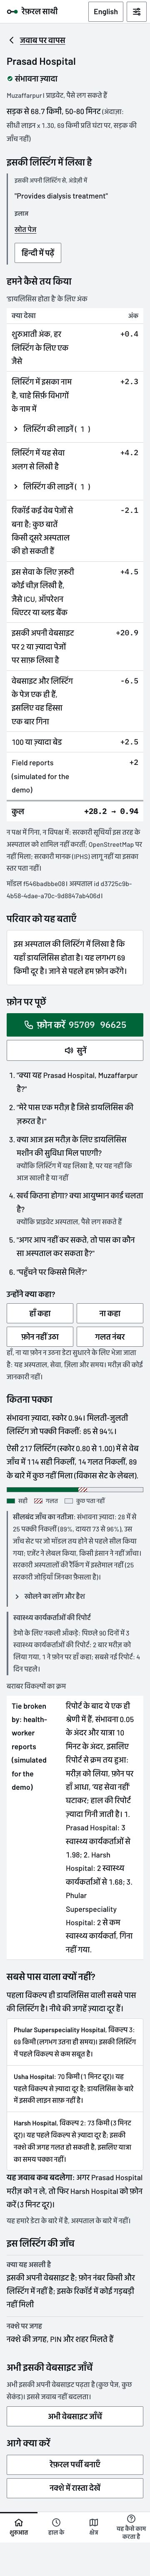 रेफ़रल साथी
English
जवाब पर वापस
Prasad Hospital
संभावना ज़्यादा
Muzaffarpur। प्राइवेट, पैसे लग सकते हैं
सड़क से 68.7 किमी, 50-80 मिनट (अंदाज़ा:
सीधी लाइन x 1.30, 69 किमी प्रति घंटा पर, सड़क की
जाँच नहीं)
इसकी लिस्टिंग में लिखा है
इसकी अपनी लिस्टिंग से, अंग्रेज़ी में
"Provides dialysis treatment"
इलाज
स्रोत पेज
हिन्दी में पढ़ें
हमने कैसे तय किया
'डायलिसिस होता है' के लिए अंक
क्या देखा
अंक
शुरुआती अंक, हर
लिस्टिंग के लिए एक
जैसे
+0.4
लिस्टिंग में इसका नाम
है, चाहे सिर्फ़ विभागों
के नाम में
+2.3
लिस्टिंग की लाइनें ( 1 )
लिस्टिंग में यह सेवा
अलग से लिखी है
+4.2
लिस्टिंग की लाइनें ( 1 )
रिकॉर्ड कई वेब पेजों से
बना है; कुछ बातें
किसी दूसरे अस्पताल
की हो सकती हैं
-2.1
इस सेवा के लिए ज़रूरी
कोई चीज़ लिखी है,
जैसे ICU, ऑपरेशन
थिएटर या ब्लड बैंक
+4.5
इसकी अपनी वेबसाइट
पर 2 या ज़्यादा पेजों
पर साफ़ लिखा है
+20.9
वेबसाइट और लिस्टिंग
के पेज एक ही हैं,
इसलिए वह हिस्सा
एक बार गिना
-6.5
100 या ज़्यादा बेड
+2.5
Field reports
(simulated for the
demo)
+2
कुल
+28.2 → 0.94
न पक्ष में गिना, न विपक्ष में: सरकारी सूचियाँ इस तरह के
अस्पताल को शामिल नहीं करतीं; OpenStreetMap पर
नहीं मिला; सरकारी मानक (IPHS) लागू नहीं या इसका
स्तर पता नहीं।
मॉडल f546badbbe08। अस्पताल id d3725c9b-
4b58-4dae-a70c-9d8847ab406d।
परिवार को यह बताएँ
इस अस्पताल की लिस्टिंग में लिखा है कि
यहाँ डायलिसिस होता है। यह लगभग 69
किमी दूर है। जाने से पहले हम फ़ोन करेंगे।
फ़ोन पर पूछें
फ़ोन करें 95709 96625
सुनें
1. "क्या यह Prasad Hospital, Muzaffarpur
है?"
2. "मेरे पास एक मरीज़ है जिसे डायलिसिस की
ज़रूरत है।"
3. क्या आज इस मरीज़ के लिए डायलिसिस
मशीन की सुविधा मिल पाएगी?
क्योंकि लिस्टिंग में यह लिखा है, पर यह नहीं कि
आज खाली है या नहीं
4. खर्च कितना होगा? क्या आयुष्मान कार्ड चलता
है?
क्योंकि प्राइवेट अस्पताल, पैसे लग सकते हैं
5. "अगर आप नहीं कर सकते, तो पास का कौन
सा अस्पताल कर सकता है?"
6. "पहुँचने पर किससे मिलें?"
उन्होंने क्या कहा?
हाँ कहा
ना कहा
फ़ोन नहीं उठा
गलत नंबर
हाँ, ना या फ़ोन न उठना डेटा सुधारने के लिए भेजा जाता
है: यह अस्पताल, सेवा, ज़िला और समय। मरीज़ की कोई
जानकारी नहीं।
कितना पक्का
संभावना ज़्यादा, स्कोर 0.94। मिलती-जुलती
लिस्टिंग जो पक्की निकलीं: 85 से 94%।
ऐसी 217 लिस्टिंग (स्कोर 0.80 से 1.00) में से वेब
जाँच में 114 सही निकलीं, 14 गलत निकलीं, 89
के बारे में कुछ नहीं मिला (विकास सेट के लेबल).
सही
गलत
कुछ पता नहीं
सीलबंद जाँच का नतीजा: संभावना ज़्यादा: 28 में से
25 पक्की निकलीं (89%, दायरा 73 से 96%), उस
जाँच सेट पर जो मॉडल तय होने से पहले सील किया
गया; एजेंट ने लेबल किया, किसी इंसान ने नहीं जाँचा।
सरकारी अस्पतालों की रैंकिंग में इस्तेमाल नहीं (25
सरकारी जोड़ियाँ जिनका फ़ैसला है)।
खोलने का लॉग और हैश
स्वास्थ्य कार्यकर्ताओं की रिपोर्ट
डेमो के लिए नकली आँकड़े: पिछले 90 दिनों में 3
स्वास्थ्य कार्यकर्ताओं की रिपोर्ट: 2 बार मरीज़ को
लिया गया, 1 ने फ़ोन पर हाँ कहा; सबसे नई रिपोर्ट: 4
दिन पहले।
बराबर विकल्पों का क्रम
Tie broken
by: health-
worker
reports
(simulated
for the
demo)
रिपोर्ट के बाद ये एक ही
श्रेणी में हैं, संभावना 0.05
के अंदर और यात्रा 10
मिनट के अंदर, इसलिए
रिपोर्ट से क्रम तय हुआ:
मरीज़ को लिया, फ़ोन पर
हाँ आधा, 'यह सेवा नहीं'
घटाकर; हाल की रिपोर्ट
ज़्यादा गिनी जाती है। 1.
Prasad Hospital: 3
स्वास्थ्य कार्यकर्ताओं से
1.98; 2. Harsh
Hospital: 2 स्वास्थ्य
कार्यकर्ताओं से 1.68; 3.
Phular
Superspeciality
Hospital: 2 से कम
स्वास्थ्य कार्यकर्ता, गिना
नहीं गया.
सबसे पास वाला क्यों नहीं?
पहला विकल्प ही डायलिसिस वाली सबसे पास
की लिस्टिंग है। नीचे की जगहें ज़्यादा दूर हैं।
Phular Superspeciality Hospital, विकल्प 3:
69 किमी (लगभग उतना ही समय)। इसकी लिस्टिंग
में पहले विकल्प से कम सबूत है।
Usha Hospital: 70 किमी (1 मिनट दूर)। यह
पहले विकल्प से ज़्यादा दूर है; डायलिसिस के बारे
में इसकी लाइन साफ़ नहीं है।
Harsh Hospital, विकल्प 2: 73 किमी (3 मिनट
दूर)। यह पहले विकल्प से ज़्यादा दूर है; इसकी
नक्शे की जगह गलत हो सकती है, इसलिए यात्रा
का समय पक्का नहीं।
यह जवाब कब बदलेगा: अगर Prasad Hospital
मरीज़ को न ले, तो फिर Harsh Hospital को फ़ोन
करें (3 मिनट दूर)।
यह हमारे डेटा के बारे में है, अस्पताल के बारे में नहीं।
इस लिस्टिंग की जाँच
क्या यह असली है
इसकी अपनी वेबसाइट है; फ़ोन नंबर किसी और
लिस्टिंग में नहीं है; इसके रिकॉर्ड में कोई गड़बड़ी
नहीं मिली
नक्शे पर जगह
नक्शे की जगह, PIN और शहर मिलते हैं
अभी इसकी वेबसाइट जाँचें
अभी इसकी अपनी वेबसाइट पढ़ता है (कुछ पेज, कुछ
सेकंड)। इससे जवाब नहीं बदलता।
अभी वेबसाइट जाँचें
आगे क्या करें
रेफ़रल पर्ची बनाएँ
नक्शे में रास्ता देखें
शुरुआत
हाल के
क्षेत्र
यह कैसे काम
करता है